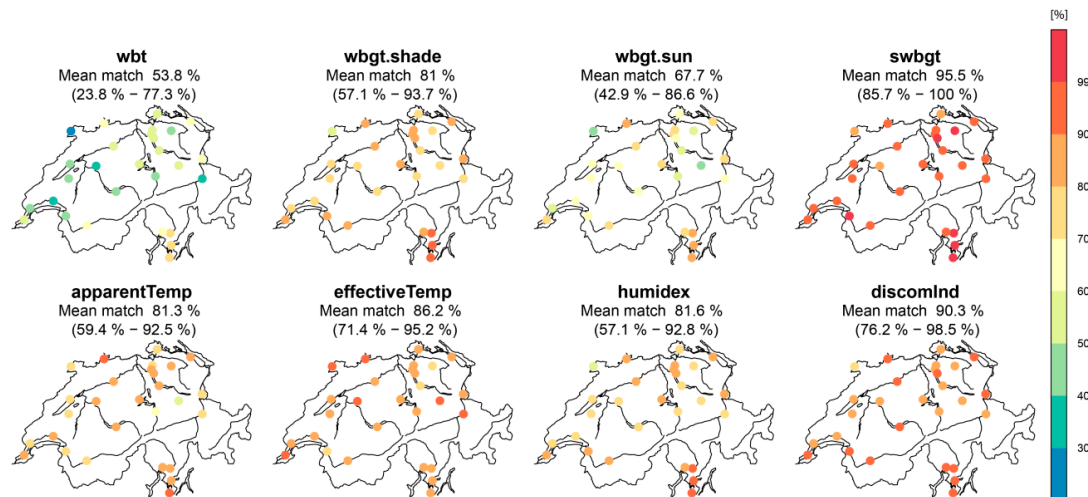 [%]
wbt
Mean match 53.8 %
(23.8 % − 77.3 %)
wbgt.shade
Mean match 81 %
(57.1 % − 93.7 %)
wbgt.sun
Mean match 67.7 %
(42.9 % − 86.6 %)
swbgt
Mean match 95.5 %
(85.7 % − 100 %)
apparentTemp
Mean match 81.3 %
(59.4 % − 92.5 %)
effectiveTemp
Mean match 86.2 %
(71.4 % − 95.2 %)
humidex
Mean match 81.6 %
(57.1 % − 92.8 %)
discomInd
Mean match 90.3 %
(76.2 % − 98.5 %)
99
90
80
70
60
50
40
30